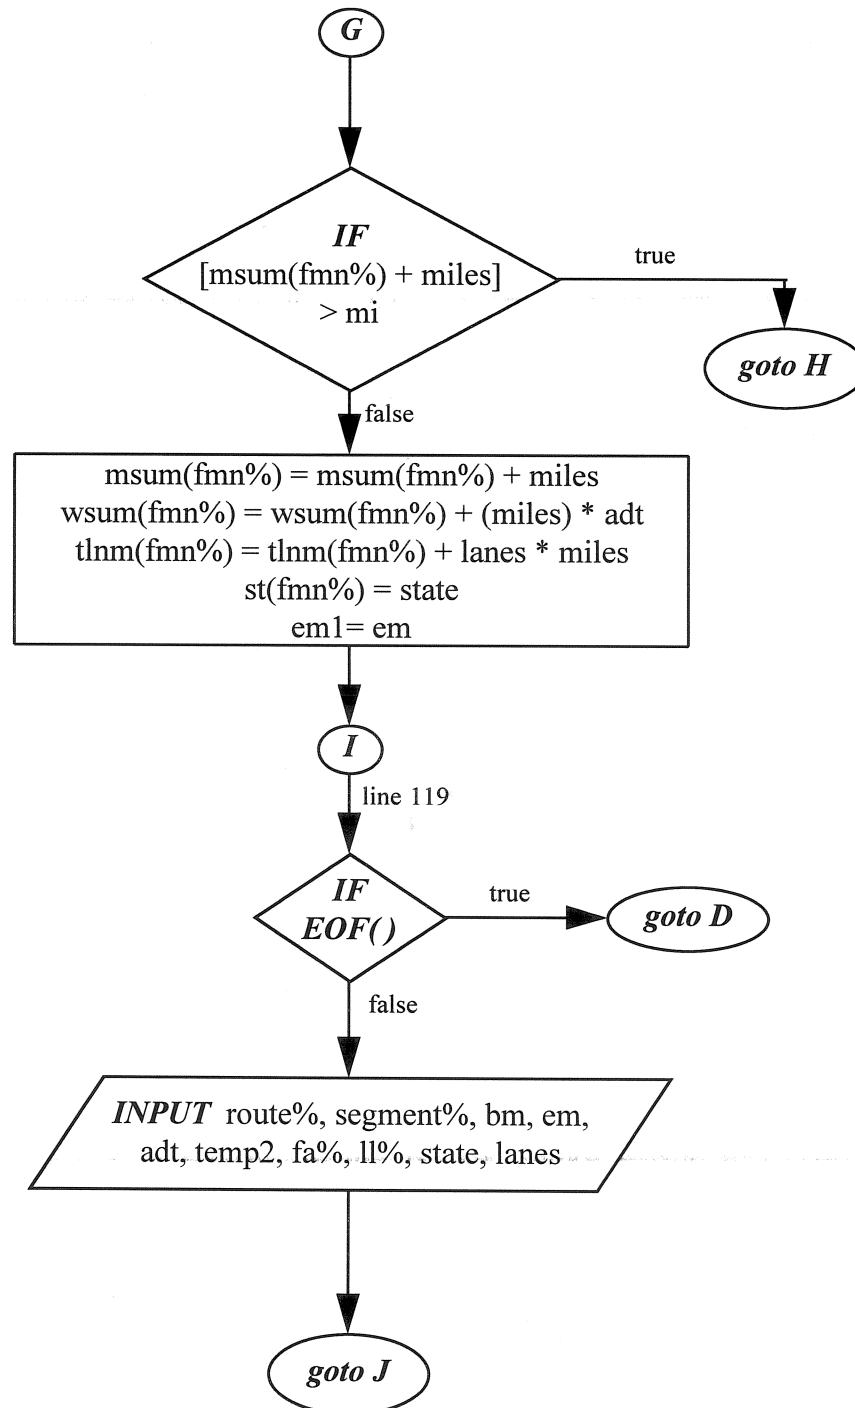 G
IF
[msum(fmn%) + miles]
> mi
true
goto H
false
msum(fmn%) = msum(fmn%) + miles
wsum(fmn%) = wsum(fmn%) + (miles) * adt
tlnm(fmn%) = tlnm(fmn%) + lanes * miles
st(fmn%) = state
em1= em
I
line 119
IF
EOF()
true
goto D
false
INPUT route%, segment%, bm, em,
adt, temp2, fa%, ll%, state, lanes
goto J